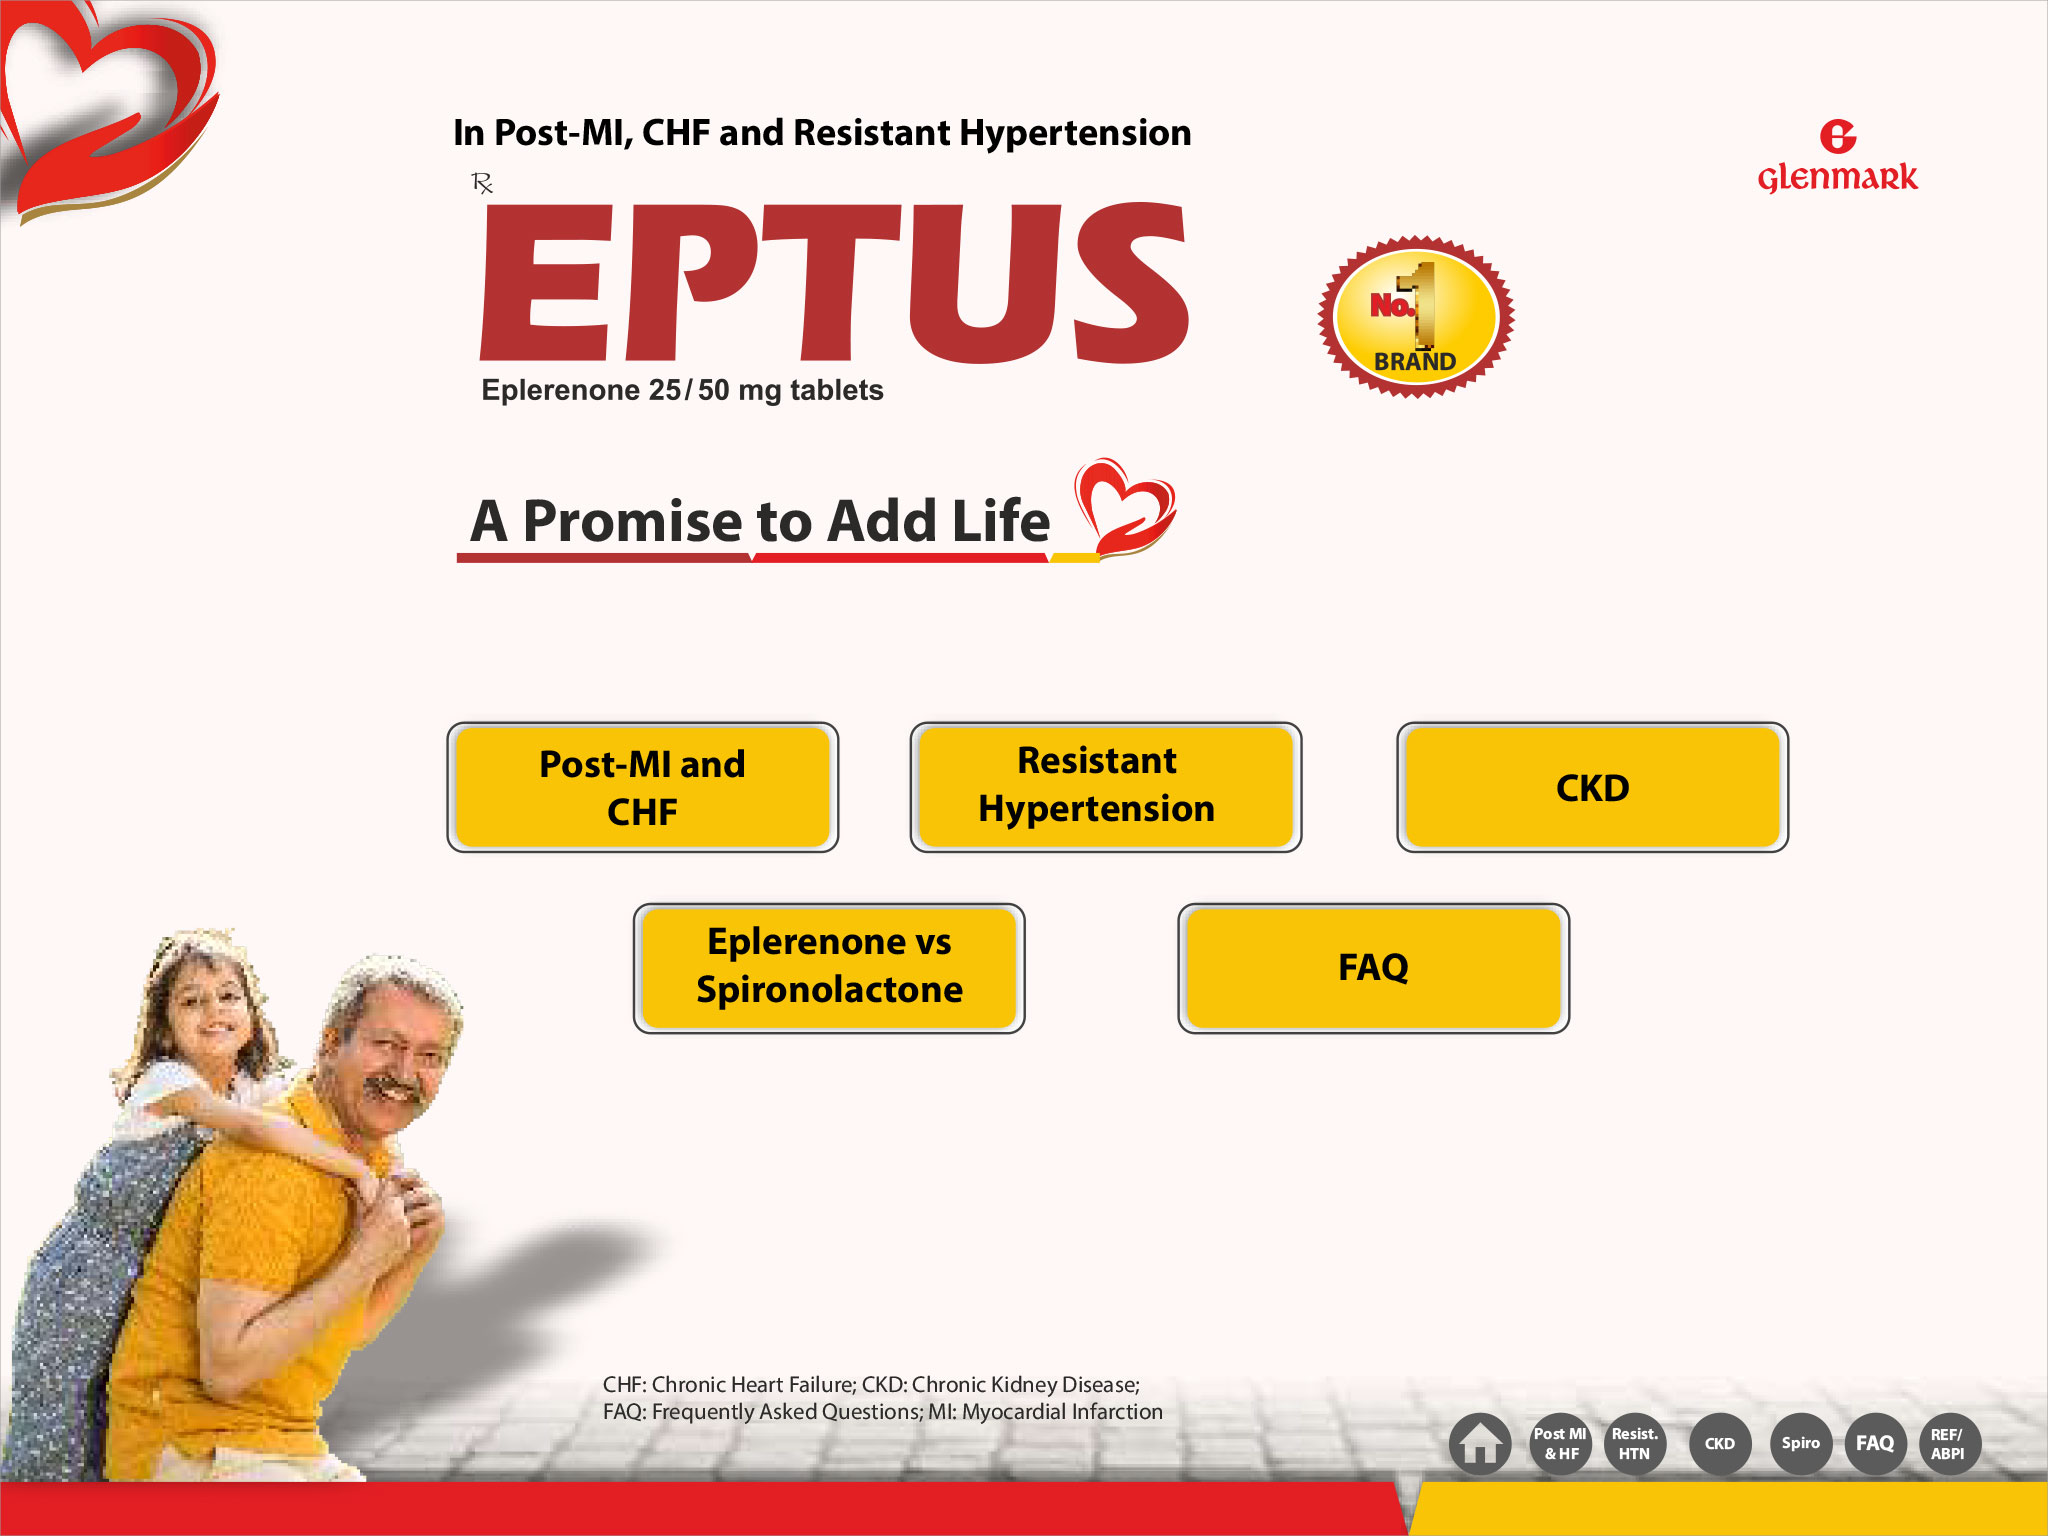 In Post-MI, CHF and Resistant Hypertension
glenmark
Rx
EPTUS
No.1
BRAND
Eplerenone 25/50 mg tablets
A Promise to Add Life
Post-MI and
CHF
Resistant
Hypertension
CKD
Eplerenone vs
Spironolactone
FAQ
CHF: Chronic Heart Failure; CKD: Chronic Kidney Disease;
FAQ: Frequently Asked Questions; MI: Myocardial Infarction
Post MI
& HF
Resist.
HTN
CKD
Spiro
FAQ
REF/
ABPI